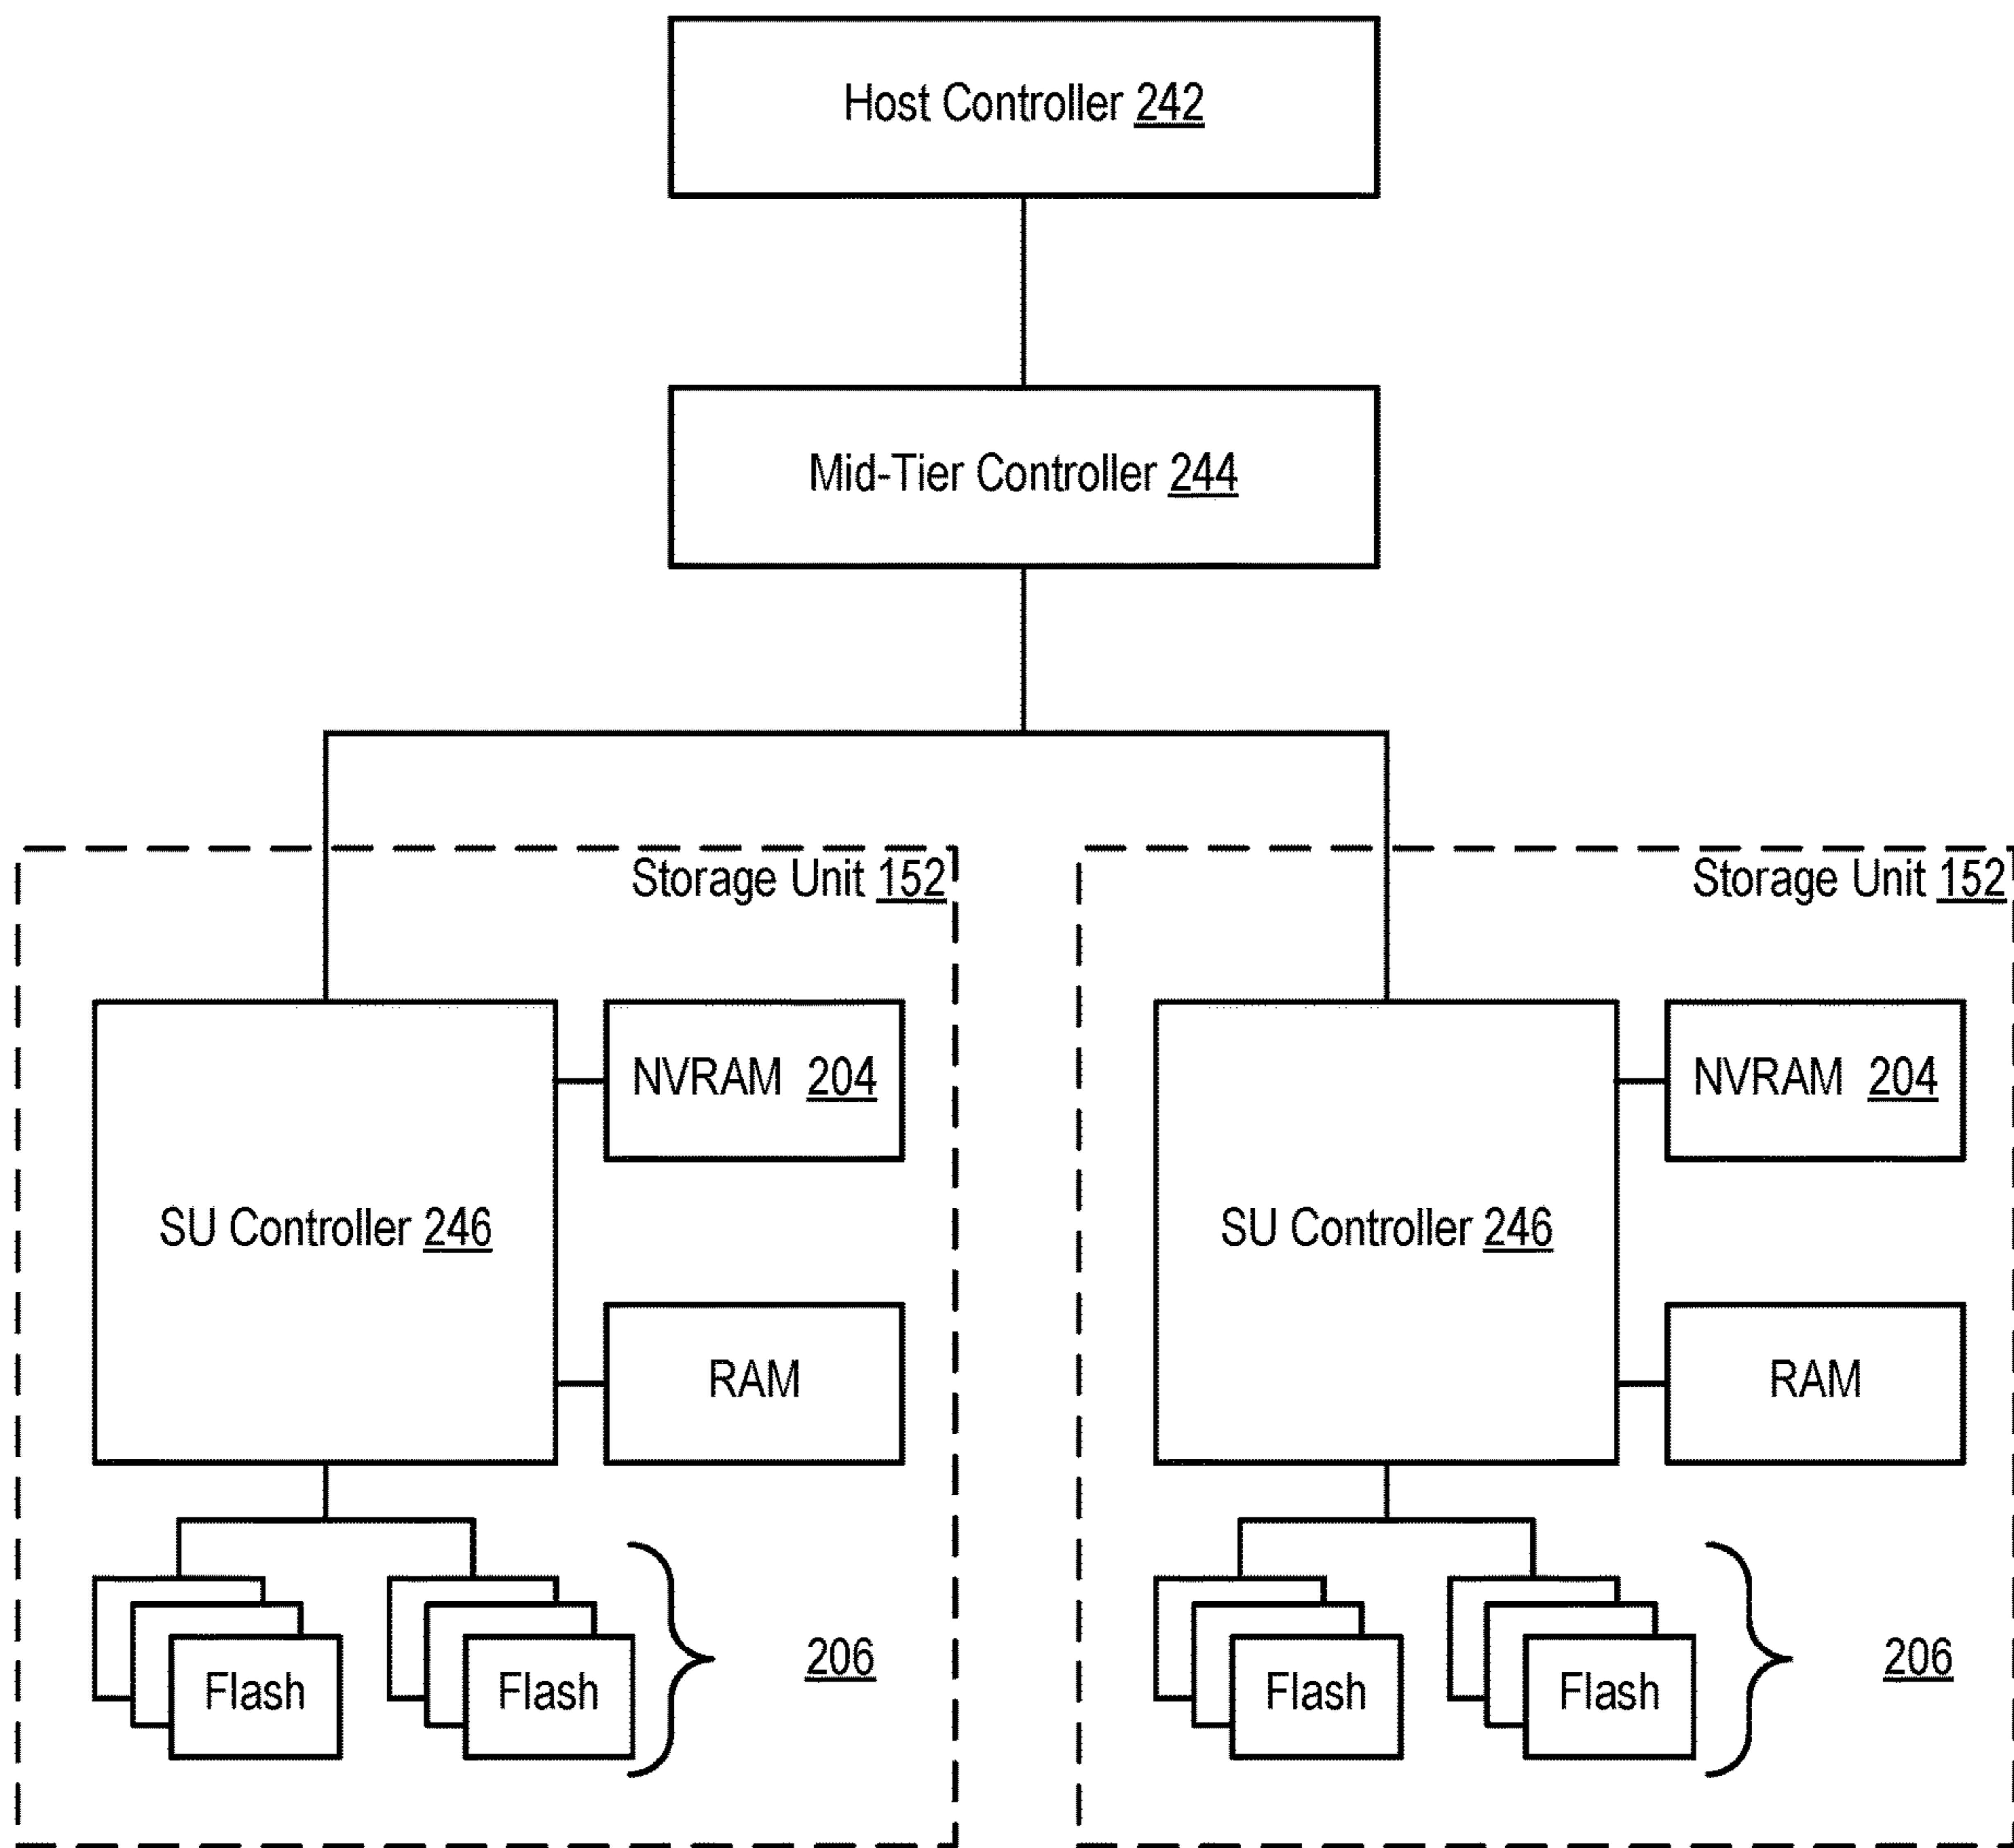 Host Controller 242
Mid-Tier Controller 244
Storage Unit 152
NVRAM 204
SU Controller 246
RAM
Flash
Flash
206
Storage Unit 152
NVRAM 204
SU Controller 246
RAM
Flash
Flash
206